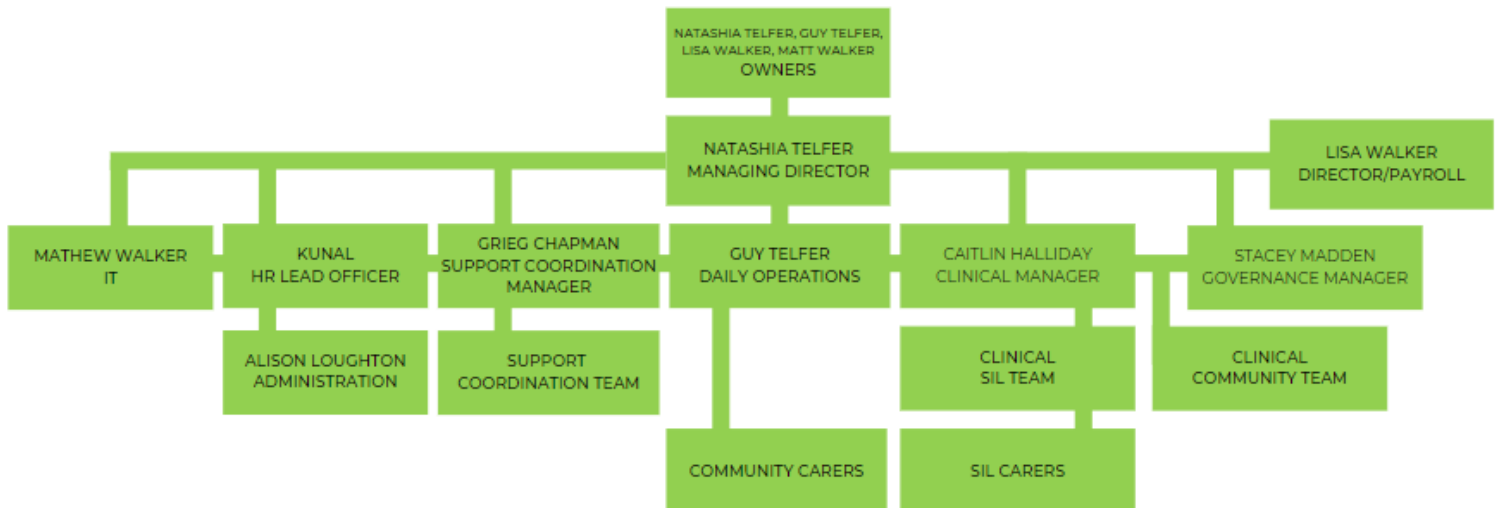 NATASHIA TELFER, GUY TELFER,
LISA WALKER, MATT WALKER
OWNERS
NATASHIA TELFER
MANAGING DIRECTOR
LISA WALKER
DIRECTOR/PAYROLL
MATHEW WALKER
IT
KUNAL
HR LEAD OFFICER
GRIEG CHAPMAN
SUPPORT COORDINATION
MANAGER
GUY TELFER
DAILY OPERATIONS
CAITLIN HALLIDAY
CLINICAL MANAGER
STACEY MADDEN
GOVERNANCE MANAGER
ALISON LOUGHTON
ADMINISTRATION
SUPPORT
COORDINATION TEAM
CLINICAL
SIL TEAM
CLINICAL
COMMUNITY TEAM
COMMUNITY CARERS
SIL CARERS